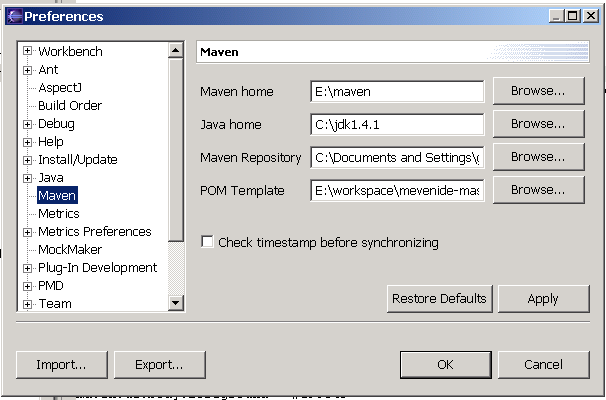 Preferences
Workbench
Ant
AspectJ
Build Order
Debug
Help
Install/Update
Java
Maven
Metrics
Metrics Preferences
MockMaker
Plug-In Development
PMD
Team
Maven
Maven home E:\maven Browse...
Java home C:\jdk1.4.1 Browse...
Maven Repository C:\Documents and Settings\ Browse...
POM Template E:\workspace\mevenide-mas Browse...
Check timestamp before synchronizing
Restore Defaults Apply
Import... Export... OK Cancel